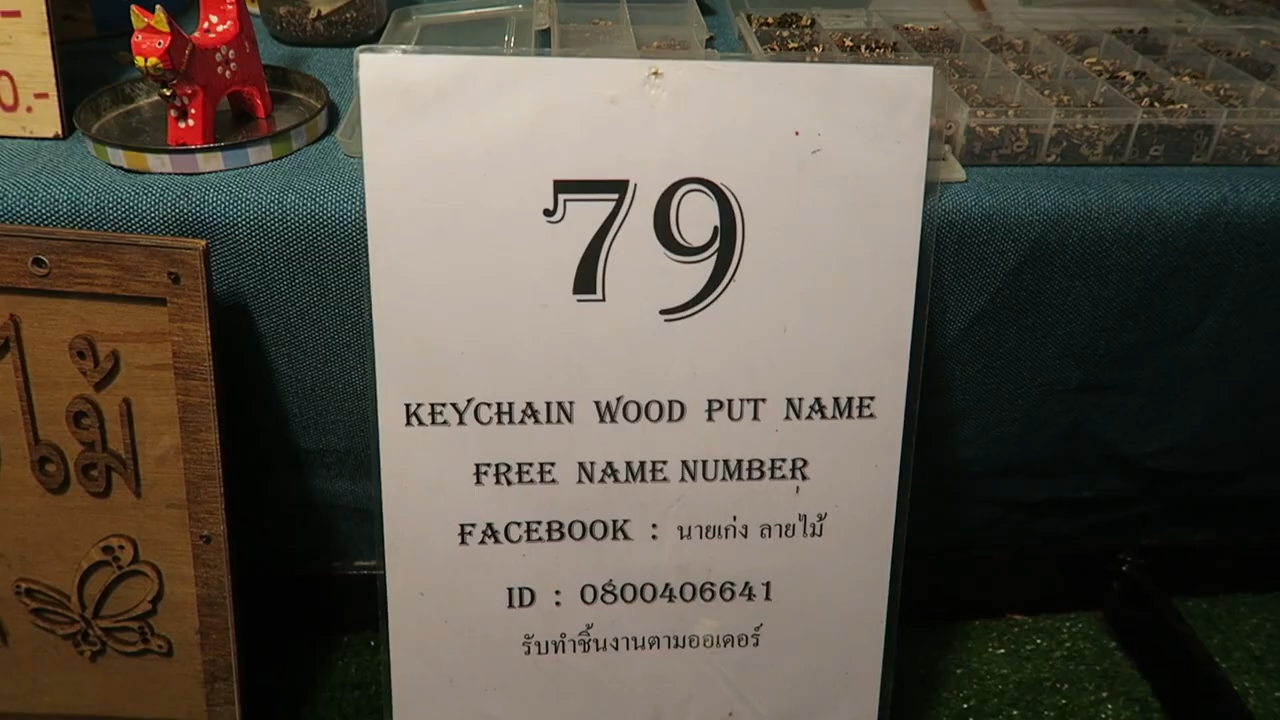 0.-
79
KEYCHAIN WOOD PUT NAME
FREE NAME NUMBER
FACEBOOK : นายเก่ง ลายไม้
ID : 0800406641
รับทำชิ้นงานตามออเดอร์